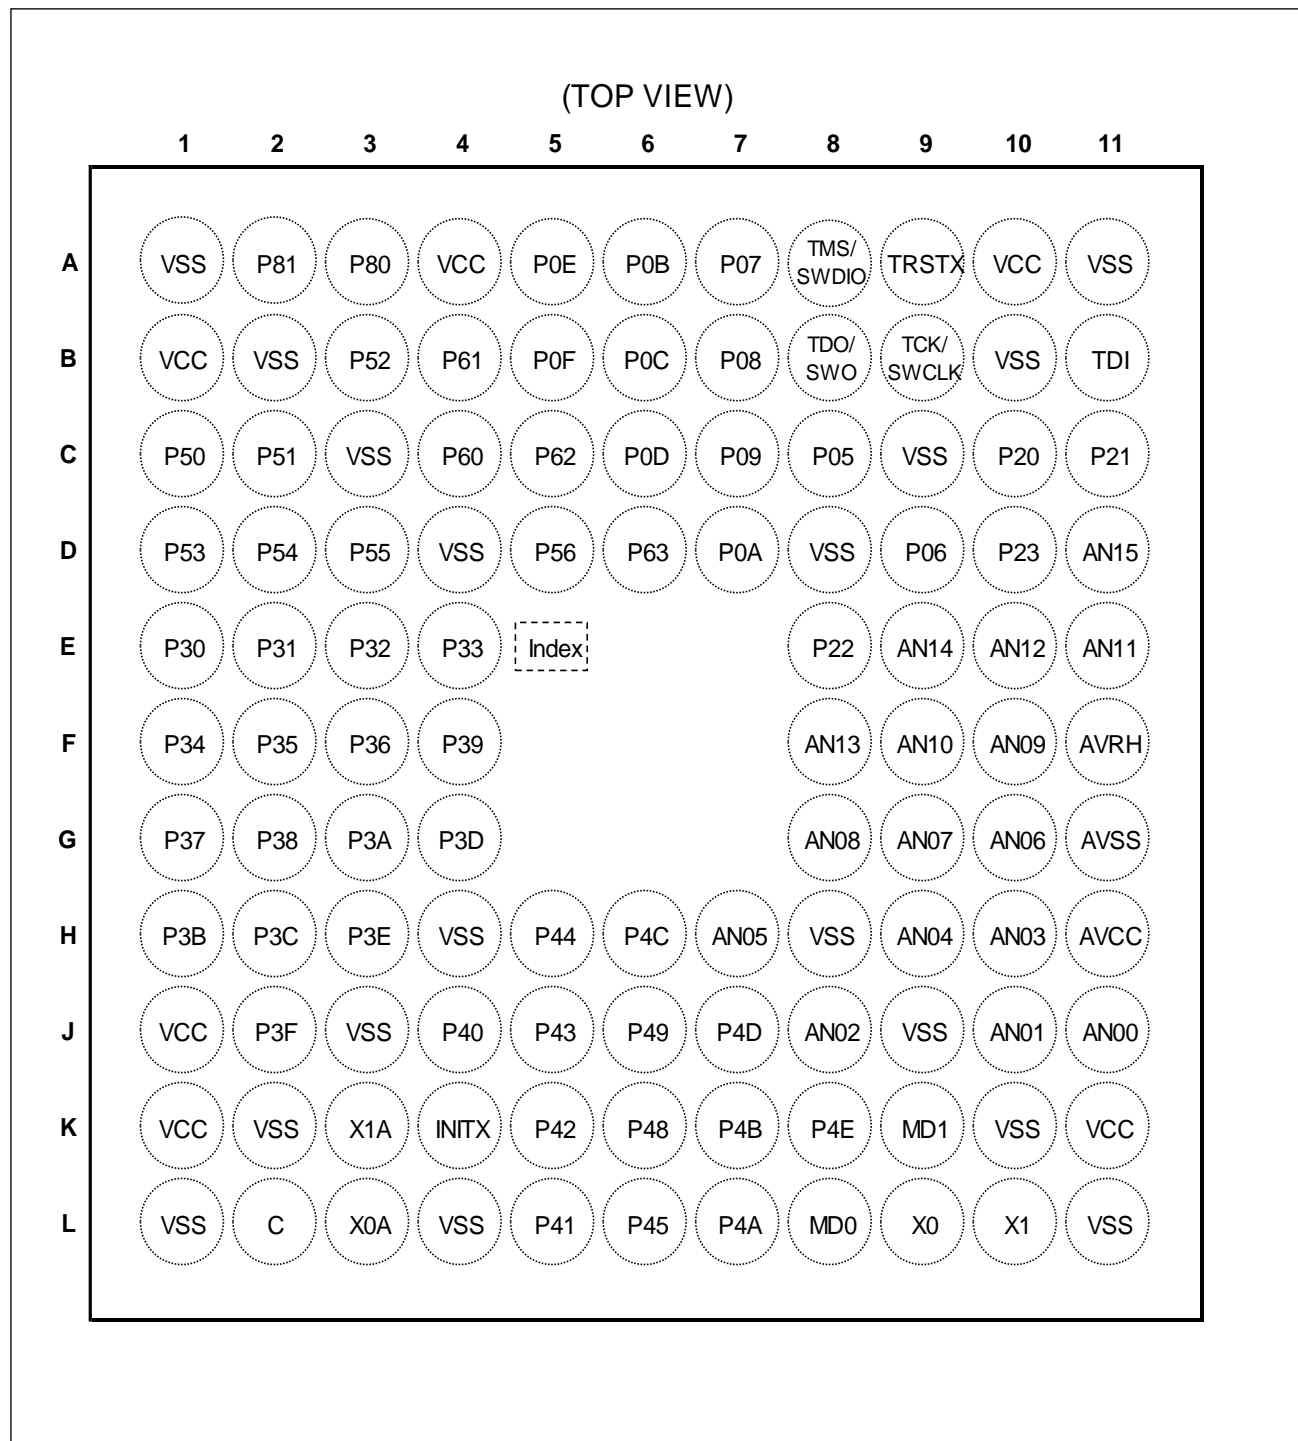 (TOP VIEW)
1 2 3 4 5 6 7 8 9 10 11
A VSS P81 P80 VCC P0E P0B P07 TMS/ SWDIO TRSTX VCC VSS
B VCC VSS P52 P61 P0F P0C P08 TDO/ SWO TCK/ SWCLK VSS TDI
C P50 P51 VSS P60 P62 P0D P09 P05 VSS P20 P21
D P53 P54 P55 VSS P56 P63 P0A VSS P06 P23 AN15
E P30 P31 P32 P33 Index P22 AN14 AN12 AN11
F P34 P35 P36 P39 AN13 AN10 AN09 AVRH
G P37 P38 P3A P3D AN08 AN07 AN06 AVSS
H P3B P3C P3E VSS P44 P4C AN05 VSS AN04 AN03 AVCC
J VCC P3F VSS P40 P43 P49 P4D AN02 VSS AN01 AN00
K VCC VSS X1A INITX P42 P48 P4B P4E MD1 VSS VCC
L VSS C X0A VSS P41 P45 P4A MD0 X0 X1 VSS